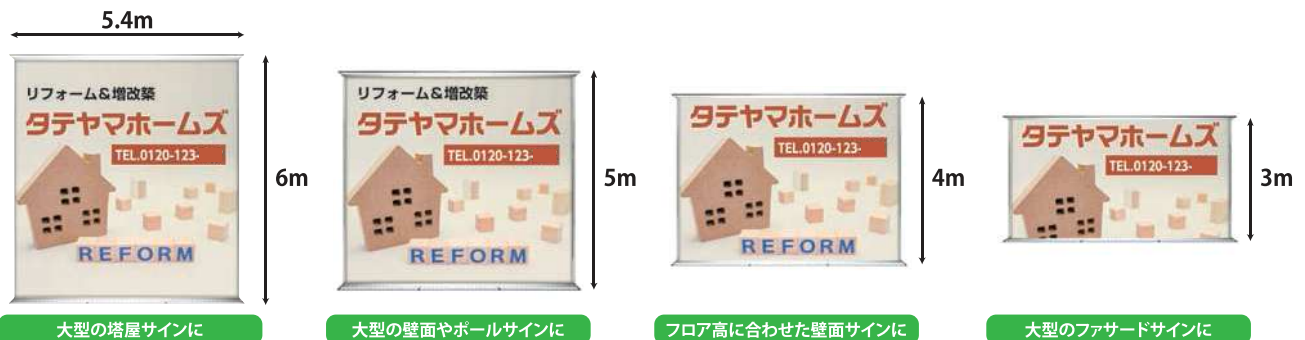 5.4m
リフォーム&増改築
タテヤマホームズ
TEL.0120-123-
REFORM
6m
大型の塔屋サインに
リフォーム&増改築
タテヤマホームズ
TEL.0120-123-
REFORM
5m
大型の壁面やポールサインに
タテヤマホームズ
TEL.0120-123-
REFORM
4m
フロア高に合わせた壁面サインに
タテヤマホームズ
TEL.0120-123-
3m
大型のファサードサインに